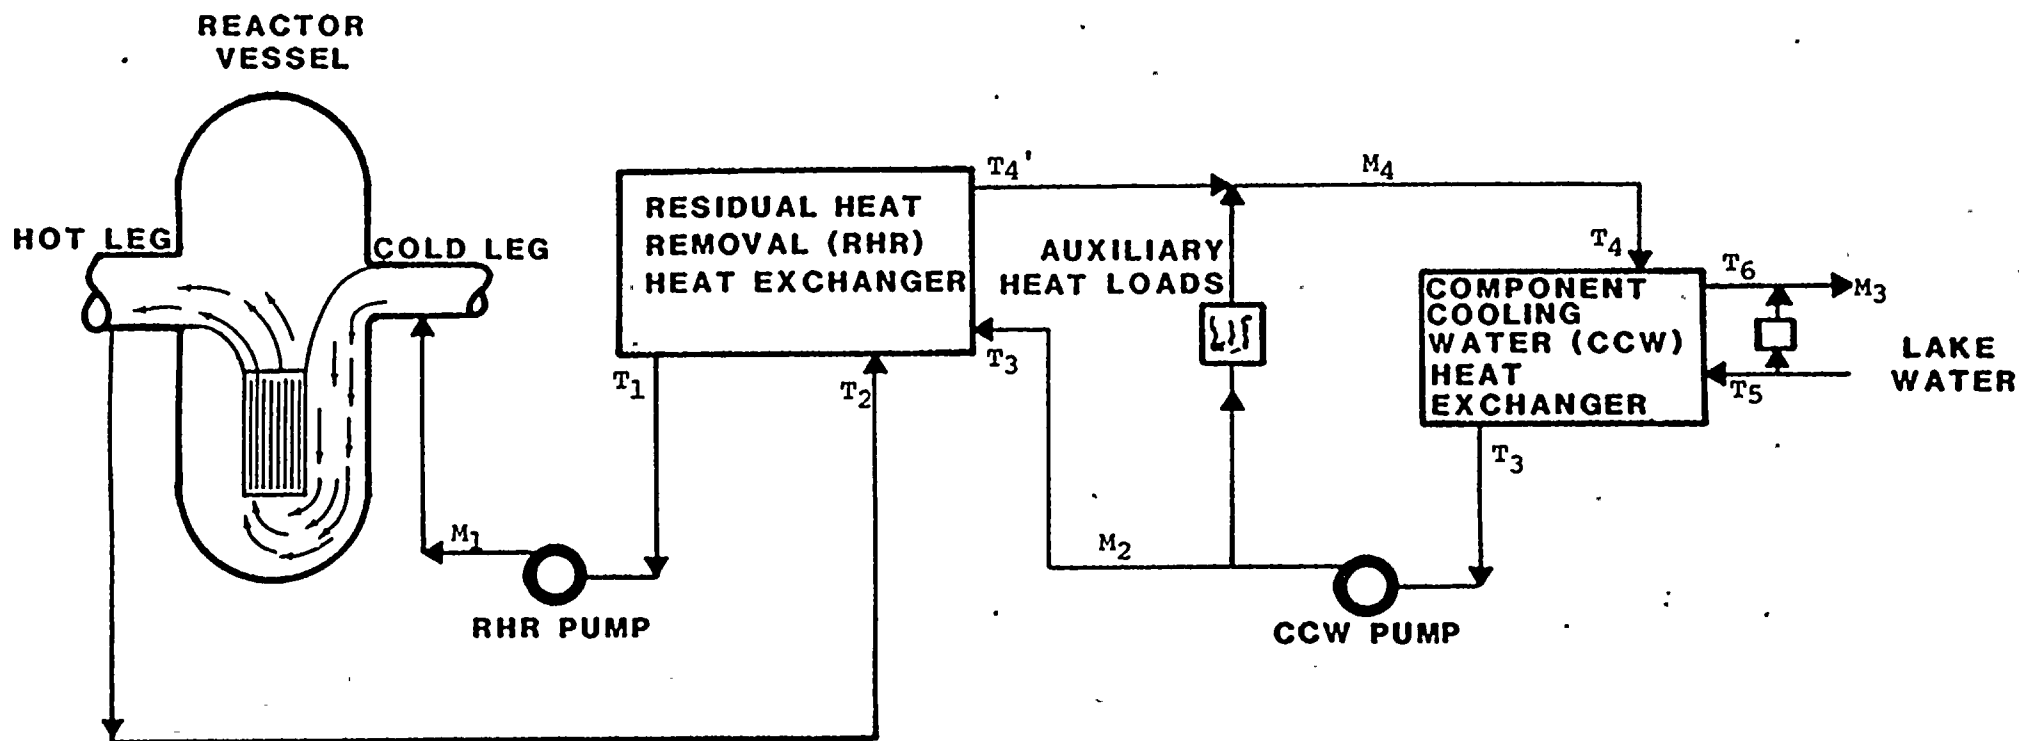 REACTOR
VESSEL
HOT LEG
COLD LEG
RESIDUAL HEAT
REMOVAL (RHR)
HEAT EXCHANGER
T4'
M4
AUXILIARY
HEAT LOADS
T4
T6
M3
COMPONENT
COOLING
WATER (CCW)
HEAT
EXCHANGER
LAKE
WATER
T5
T3
T1
T2
T3
M1
M2
RHR PUMP
CCW PUMP